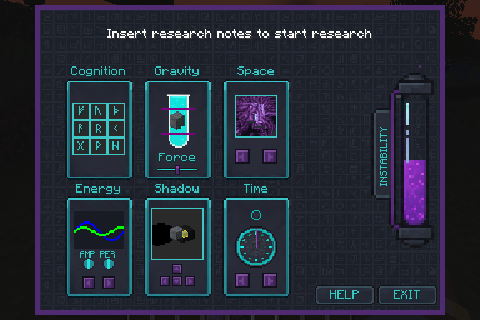 Insert research notes to start research
Cognition Gravity Space
ᚠ ᚢ ᚦ
ᚱ ᚱ ᚲ
ᚷ ᚹ ᚺ
Force
INSTABILITY
Energy Shadow Time
AMP PER
HELP EXIT